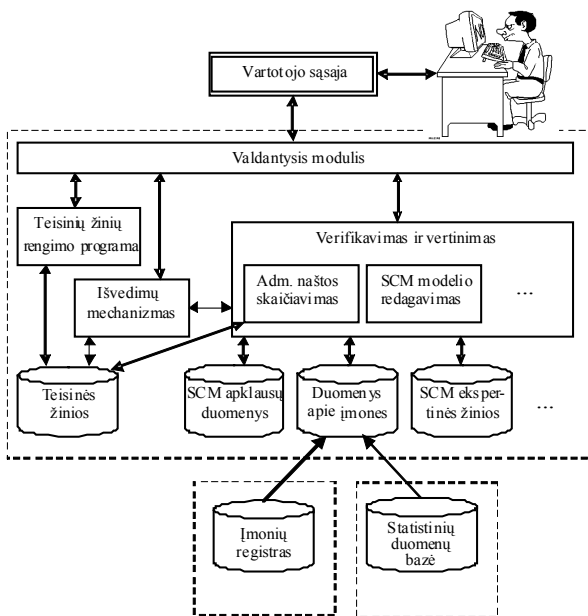 Vartotojo sąsaja
Valdantysis modulis
Teisinių žinių
rengimo programa
Verifikavimas ir vertinimas
Išvedimų
mechanizmas
Adm. naštos
skaičiavimas
SCM modelio
redagavimas
...
Teisinės
žinios
SCM apklausų
duomenys
Duomenys
apie įmones
SCM eksper-
tinės žinios
...
Įmonių
registras
Statistinių
duomenų
bazė